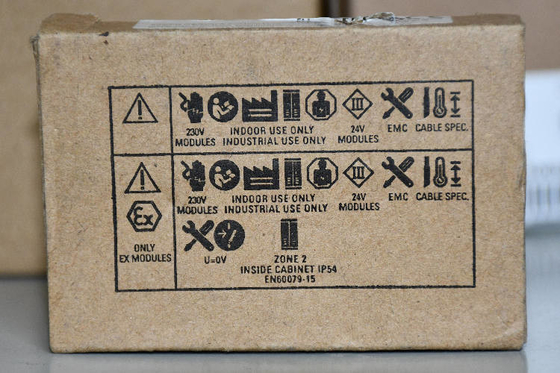 230V MODULES
INDOOR USE ONLY
INDUSTRIAL USE ONLY
III
24V MODULES
EMC
CABLE SPEC.
230V MODULES
INDOOR USE ONLY
INDUSTRIAL USE ONLY
III
24V MODULES
EMC
CABLE SPEC.
Ex
ONLY
EX MODULES
U=0V
ZONE 2
INSIDE CABINET IP54
EN60079-15